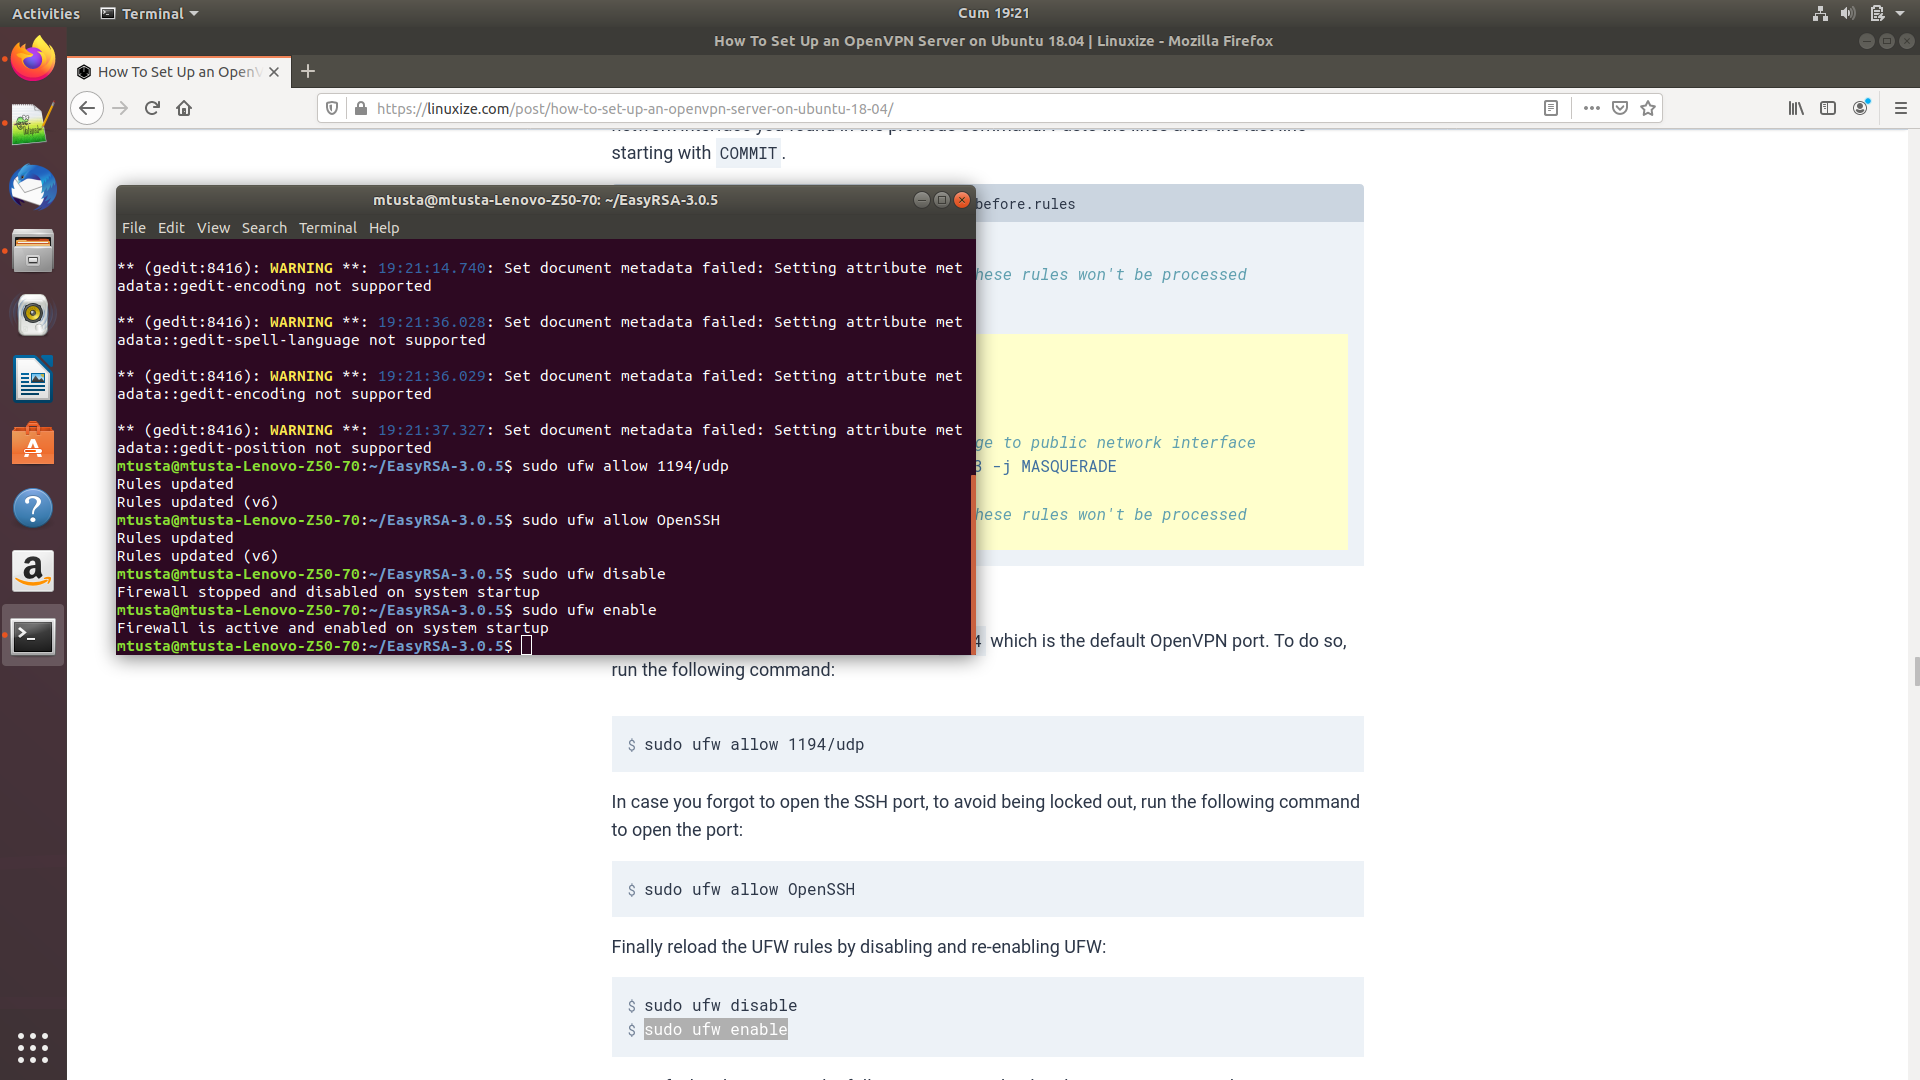 Activities
Terminal
Cum 19:21
How To Set Up an OpenVPN Server on Ubuntu 18.04 | Linuxize - Mozilla Firefox
How To Set Up an OpenV
https://linuxize.com/post/how-to-set-up-an-openvpn-server-on-ubuntu-18-04/
starting with COMMIT.
before.rules
hese rules won't be processed
ge to public network interface
3 -j MASQUERADE
hese rules won't be processed
mtusta@mtusta-Lenovo-Z50-70: ~/EasyRSA-3.0.5
File Edit View Search Terminal Help
** (gedit:8416): WARNING **: 19:21:14.740: Set document metadata failed: Setting attribute met
adata::gedit-encoding not supported
** (gedit:8416): WARNING **: 19:21:36.028: Set document metadata failed: Setting attribute met
adata::gedit-spell-language not supported
** (gedit:8416): WARNING **: 19:21:36.029: Set document metadata failed: Setting attribute met
adata::gedit-encoding not supported
** (gedit:8416): WARNING **: 19:21:37.327: Set document metadata failed: Setting attribute met
adata::gedit-position not supported
mtusta@mtusta-Lenovo-Z50-70:~/EasyRSA-3.0.5$ sudo ufw allow 1194/udp
Rules updated
Rules updated (v6)
mtusta@mtusta-Lenovo-Z50-70:~/EasyRSA-3.0.5$ sudo ufw allow OpenSSH
Rules updated
Rules updated (v6)
mtusta@mtusta-Lenovo-Z50-70:~/EasyRSA-3.0.5$ sudo ufw disable
Firewall stopped and disabled on system startup
mtusta@mtusta-Lenovo-Z50-70:~/EasyRSA-3.0.5$ sudo ufw enable
Firewall is active and enabled on system startup
mtusta@mtusta-Lenovo-Z50-70:~/EasyRSA-3.0.5$
4 which is the default OpenVPN port. To do so,
run the following command:
$ sudo ufw allow 1194/udp
In case you forgot to open the SSH port, to avoid being locked out, run the following command
to open the port:
$ sudo ufw allow OpenSSH
Finally reload the UFW rules by disabling and re-enabling UFW:
$ sudo ufw disable
$ sudo ufw enable